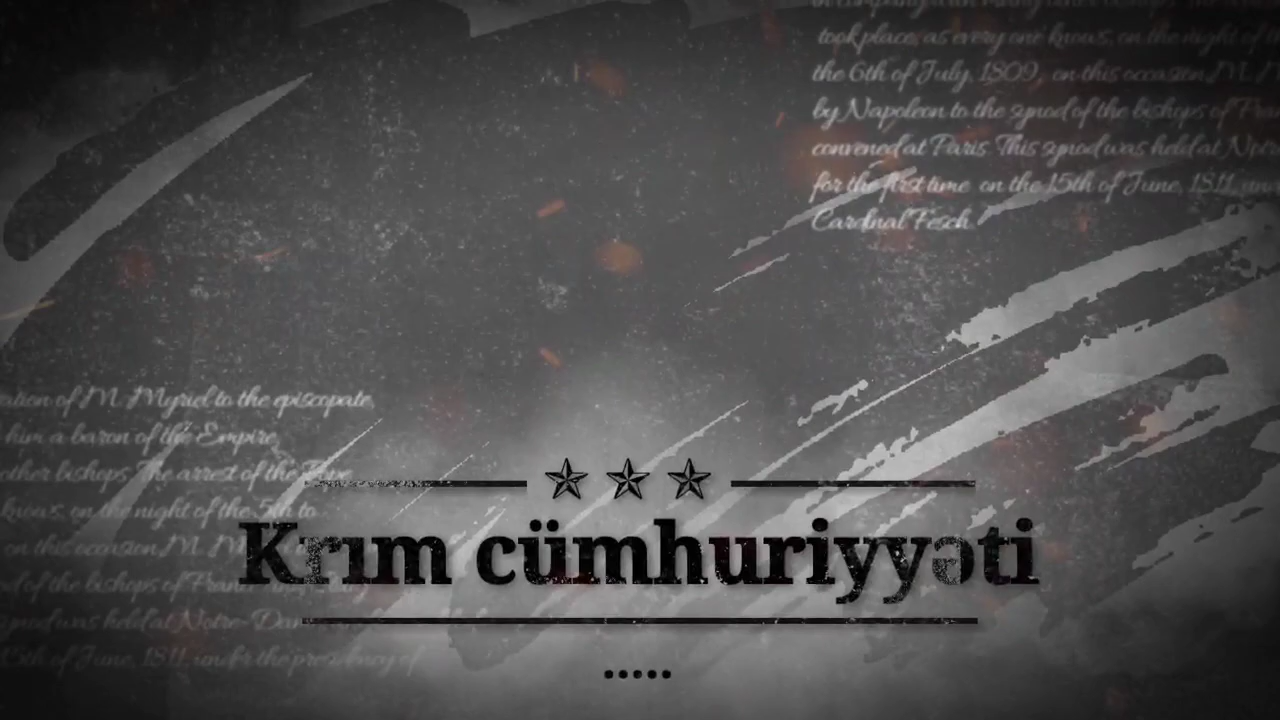 took place, as every one knows, on the night of
the 6th of July, 1809, on this occasion M. M
by Napoleon to the synod of the bishops of Fran
convened at Paris. This synod was held at Notre
for the first time on the 15th of June, 1811, und
Cardinal Fesch.
ation of M. Myriel to the episcopate,
him a baron of the Empire,
other bishops. The arrest of the Pope
knows, on the night of the 5th to
on this occasion M. M
od of the bishops of Fran
synod was held at Notre-Dam
15th of June, 1811, under the presidency of
Krım cümhuriyyəti